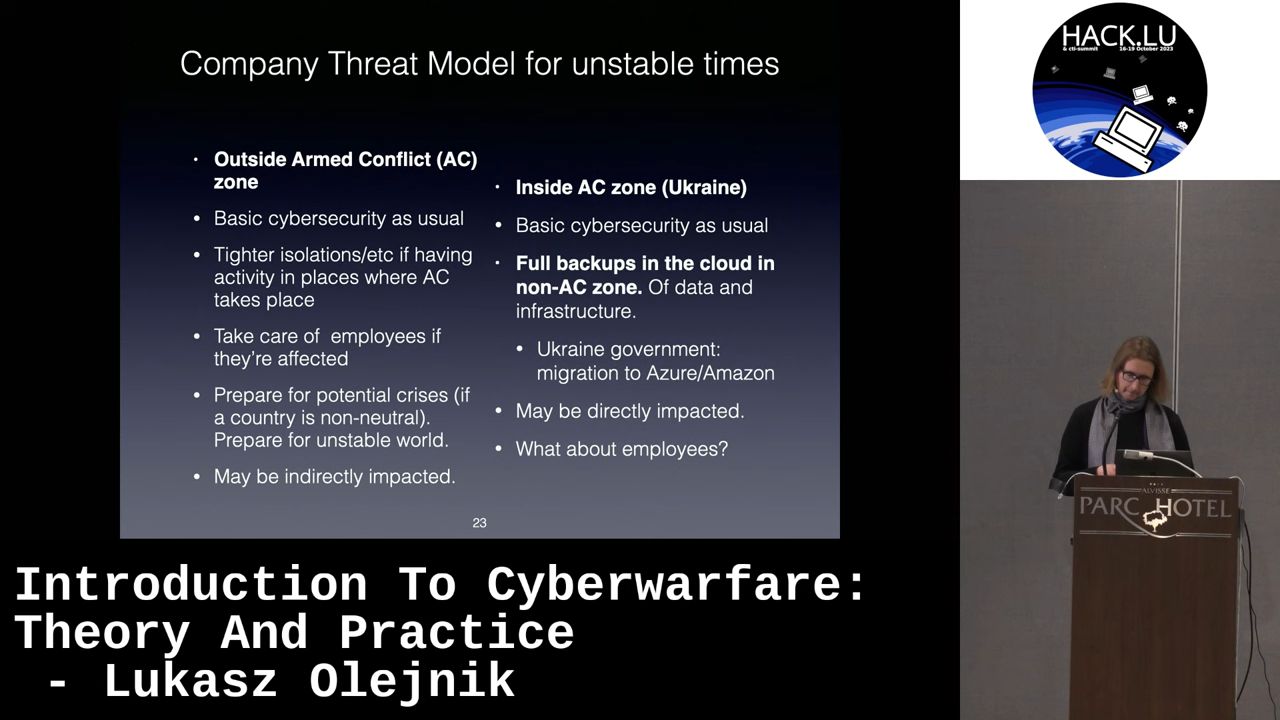 Company Threat Model for unstable times
Outside Armed Conflict (AC)
zone
Basic cybersecurity as usual
Tighter isolations/etc if having
activity in places where AC
takes place
Take care of employees if
they're affected
Prepare for potential crises (if
a country is non-neutral).
Prepare for unstable world.
May be indirectly impacted.
Inside AC zone (Ukraine)
Basic cybersecurity as usual
Full backups in the cloud in
non-AC zone. Of data and
infrastructure.
Ukraine government:
migration to Azure/Amazon
May be directly impacted.
What about employees?
23
HACK.LU
& cti-summit 16-19 October 2023
ALVISSE
PARC HOTEL
Introduction To Cyberwarfare:
Theory And Practice
- Lukasz Olejnik